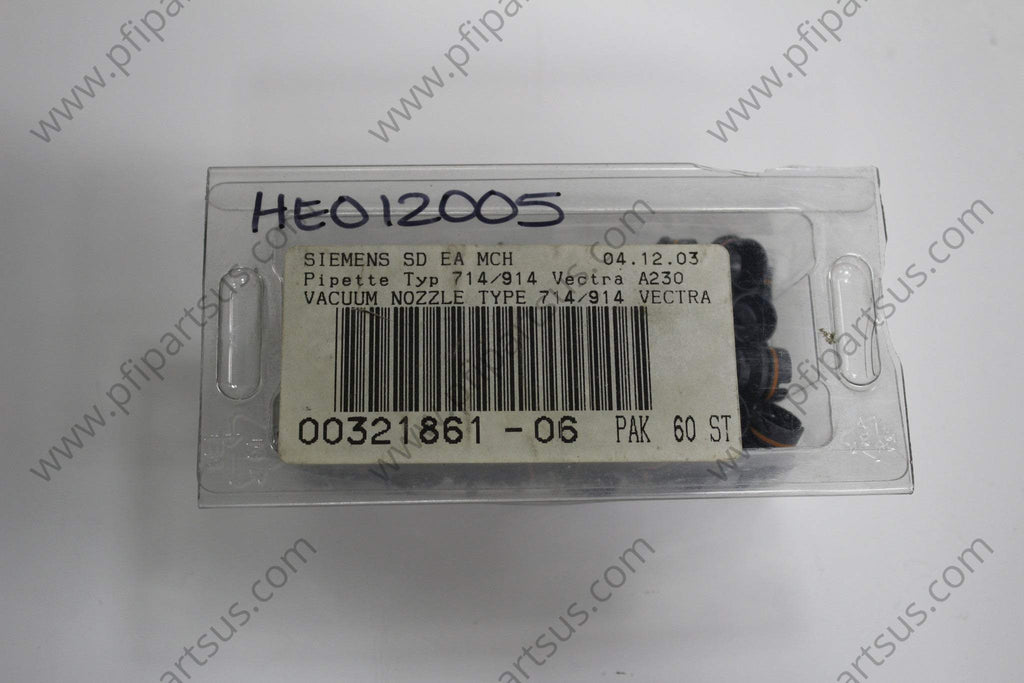 HE012005
SIEMENS SD EA MCH 04.12.03
Pipette Typ 714/914 Vectra A230
VACUUM NOZZLE TYPE 714/914 VECTRA
00321861-06 PAK 60 ST
www.pfipartsus.com
www.pfipartsus.com
www.pfipartsus.com
www.pfipartsus.com
www.pfipartsus.com
www.pfipartsus.com
www.pfipartsus.com
www.pfipartsus.com
www.pfipartsus.com